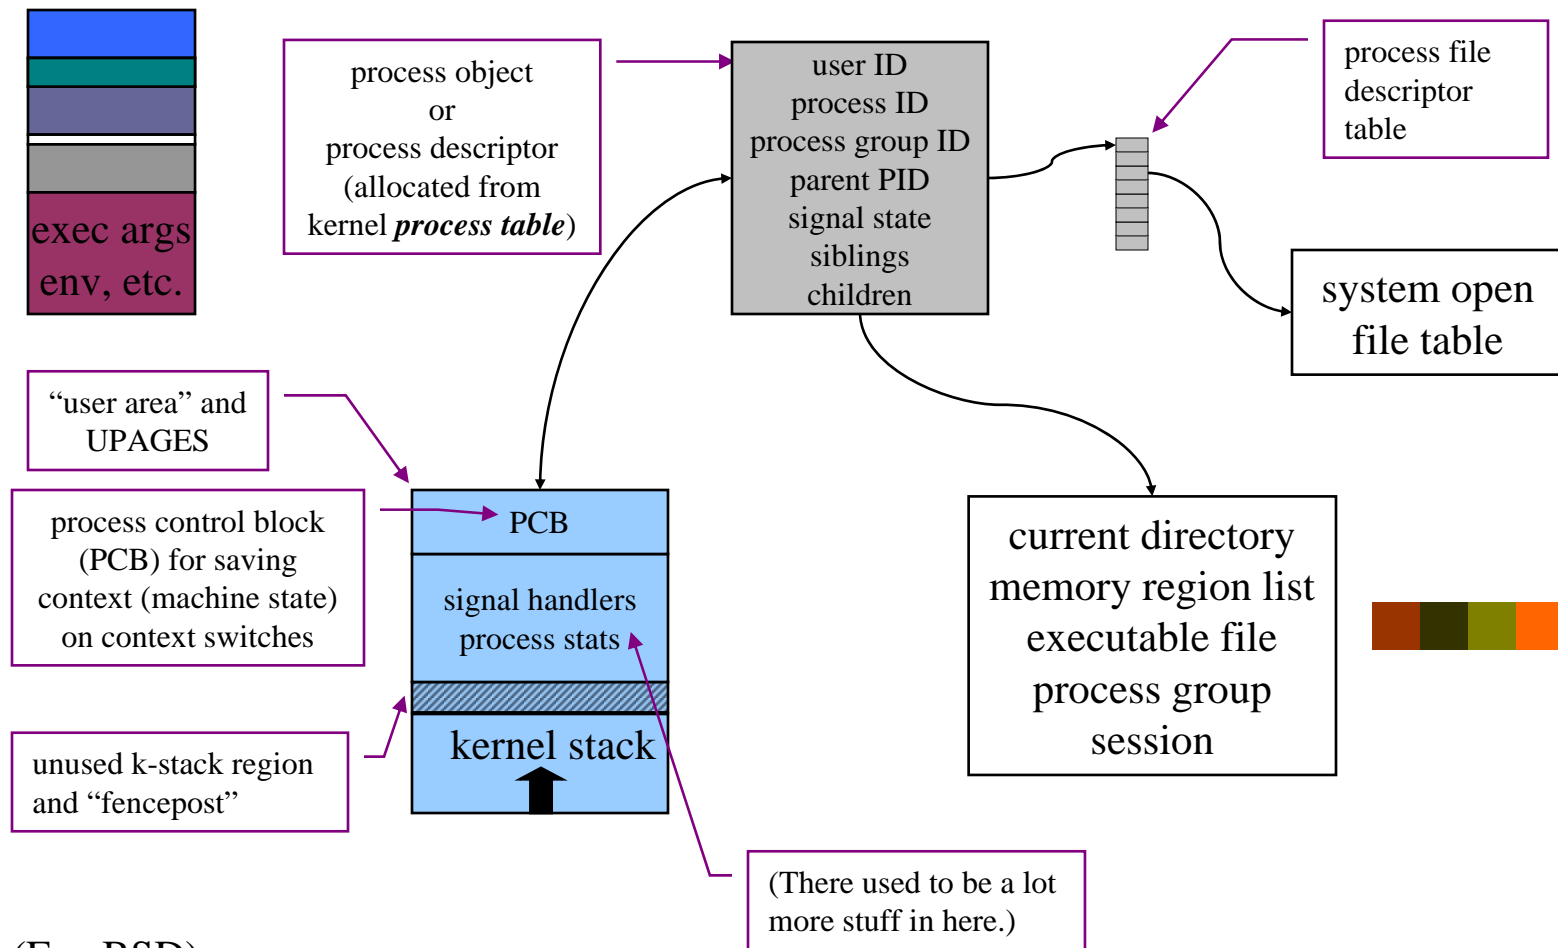 exec args
env, etc.
process object
or
process descriptor
(allocated from
kernel process table)
user ID
process ID
process group ID
parent PID
signal state
siblings
children
process file
descriptor
table
system open
file table
“user area” and
UPAGES
process control block
(PCB) for saving
context (machine state)
on context switches
PCB
signal handlers
process stats
unused k-stack region
and “fencepost”
kernel stack
current directory
memory region list
executable file
process group
session
(There used to be a lot
more stuff in here.)
BSD)